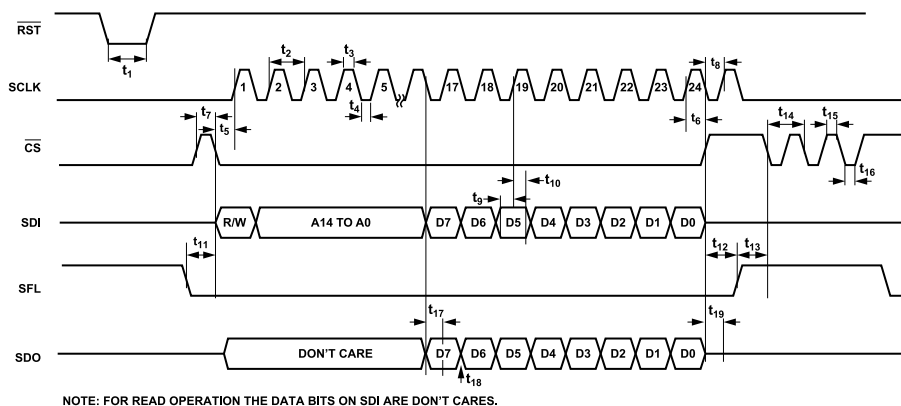 RST
t1
t2
t3
SCLK
1
2
3
4
5
17
18
19
20
21
22
23
24
t8
t4
t7
t5
t6
t14
t15
CS
t16
t10
t9
SDI
R/W
A14 TO A0
D7
D6
D5
D4
D3
D2
D1
D0
t11
t12
t13
SFL
t17
t19
SDO
DON'T CARE
D7
D6
D5
D4
D3
D2
D1
D0
t18
NOTE: FOR READ OPERATION THE DATA BITS ON SDI ARE DON'T CARES.